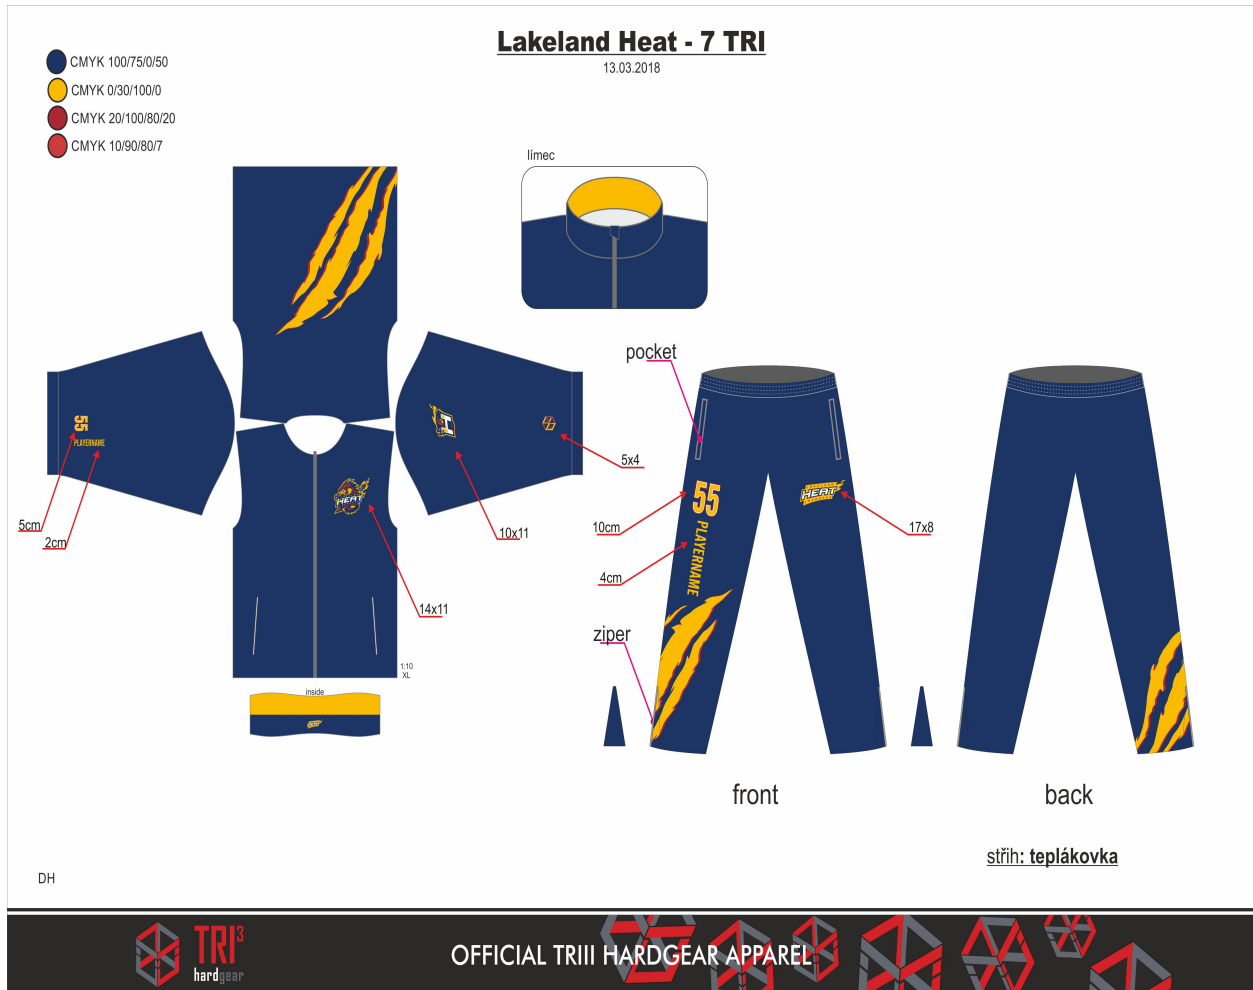 Lakeland Heat - 7 TRI
13.03.2018
CMYK 100/75/0/50
CMYK 0/30/100/0
CMYK 20/100/80/20
CMYK 10/90/80/7
límec
pocket
55
PLAYERNAME
5x4
5cm
2cm
10x11
HEAT
14x11
1:10
XL
inside
55
PLAYERNAME
HEAT
10cm
17x8
4cm
ziper
front
back
střih: teplákovka
DH
TRI3
hardgear
OFFICIAL TRIII HARDGEAR APPAREL